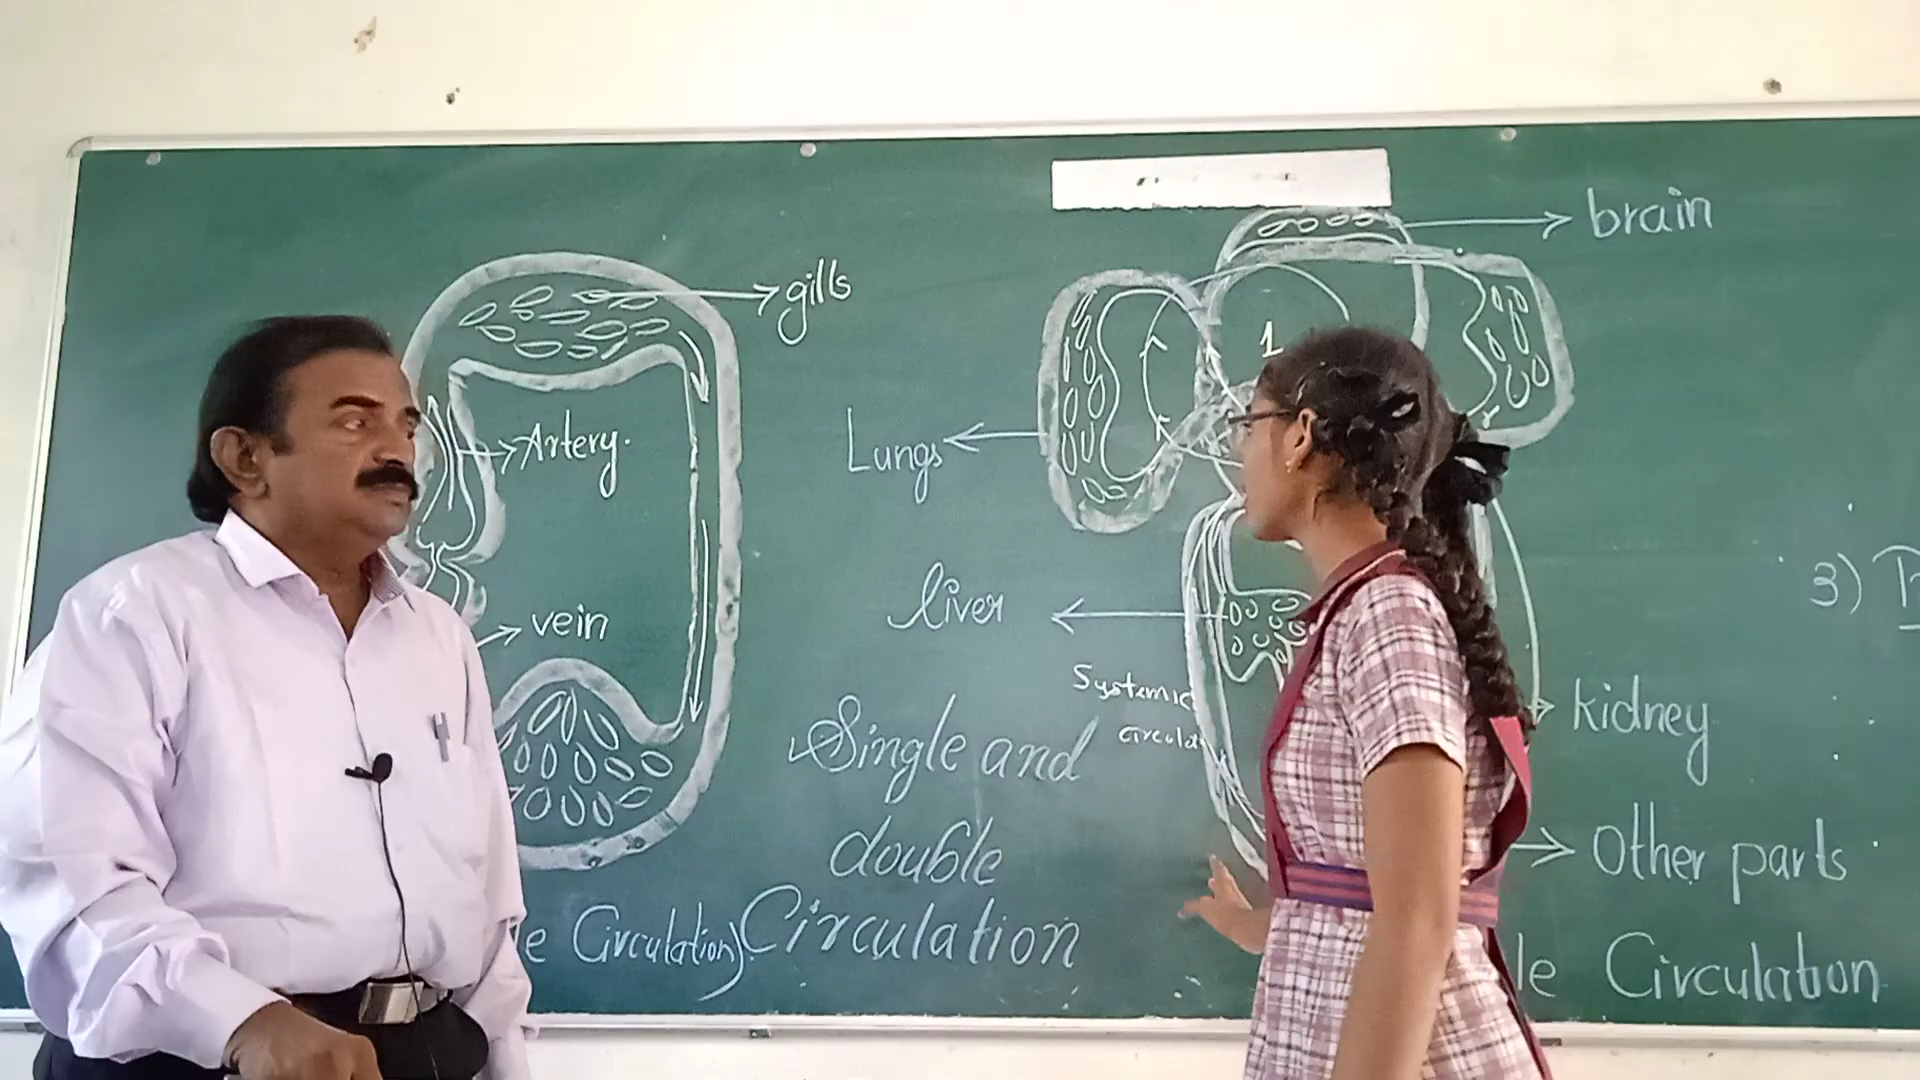 brain
gills
1
Artery.
Lungs
liver
vein
3)
Systemic
kidney
Single and
double
Circulation
Other parts
le Circulation)
le Circulation